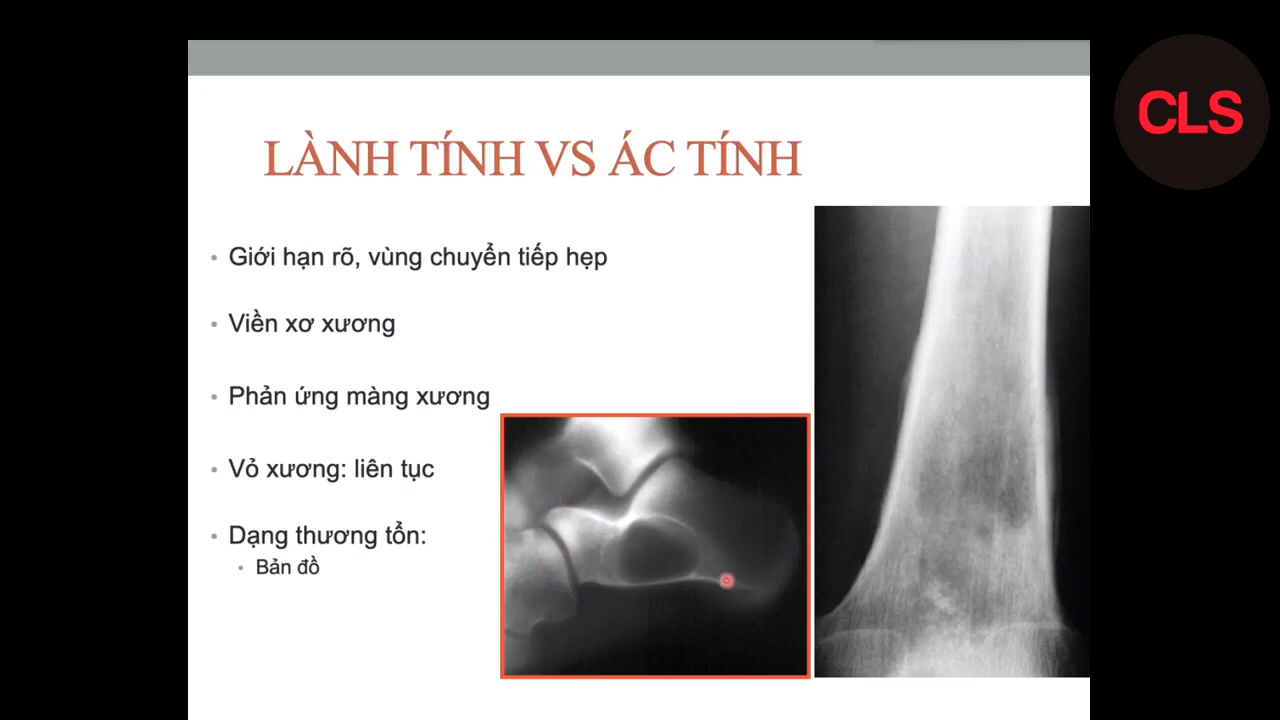 CLS
LÀNH TÍNH VS ÁC TÍNH
• Giới hạn rõ, vùng chuyển tiếp hẹp
• Viền xơ xương
• Phản ứng màng xương
• Vỏ xương: liên tục
• Dạng thương tổn:
• Bản đồ